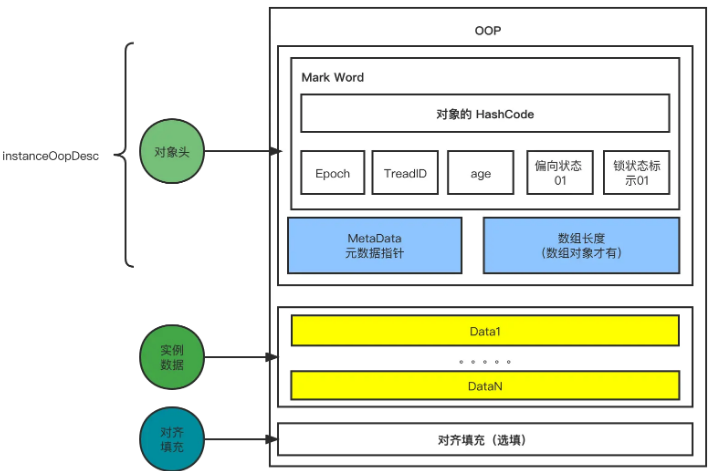 OOP
Mark Word
对象的 HashCode
instanceOopDesc
对象头
Epoch
TreadID
age
偏向状态
01
锁状态标
示01
MetaData
元数据指针
数组长度
（数组对象才有）
实例
数据
Data1
。。。。。
DataN
对齐
填充
对齐填充（选填）